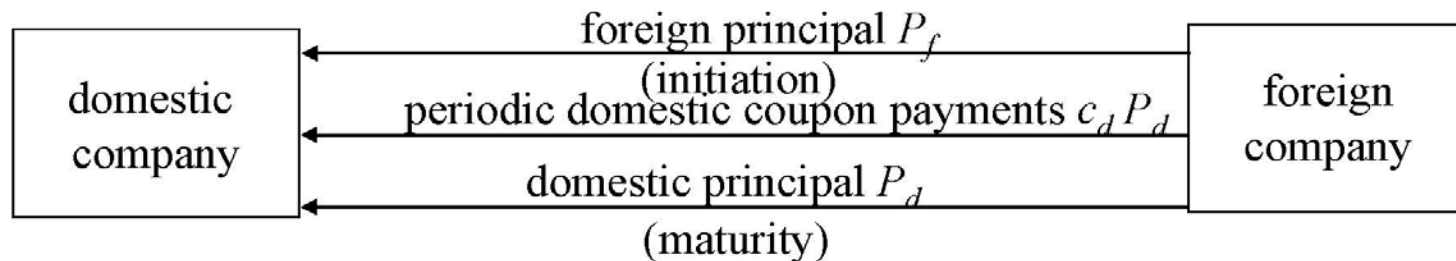 domestic
company
foreign principal P_f
(initiation)
periodic domestic coupon payments c_d P_d
domestic principal P_d
(maturity)
foreign
company